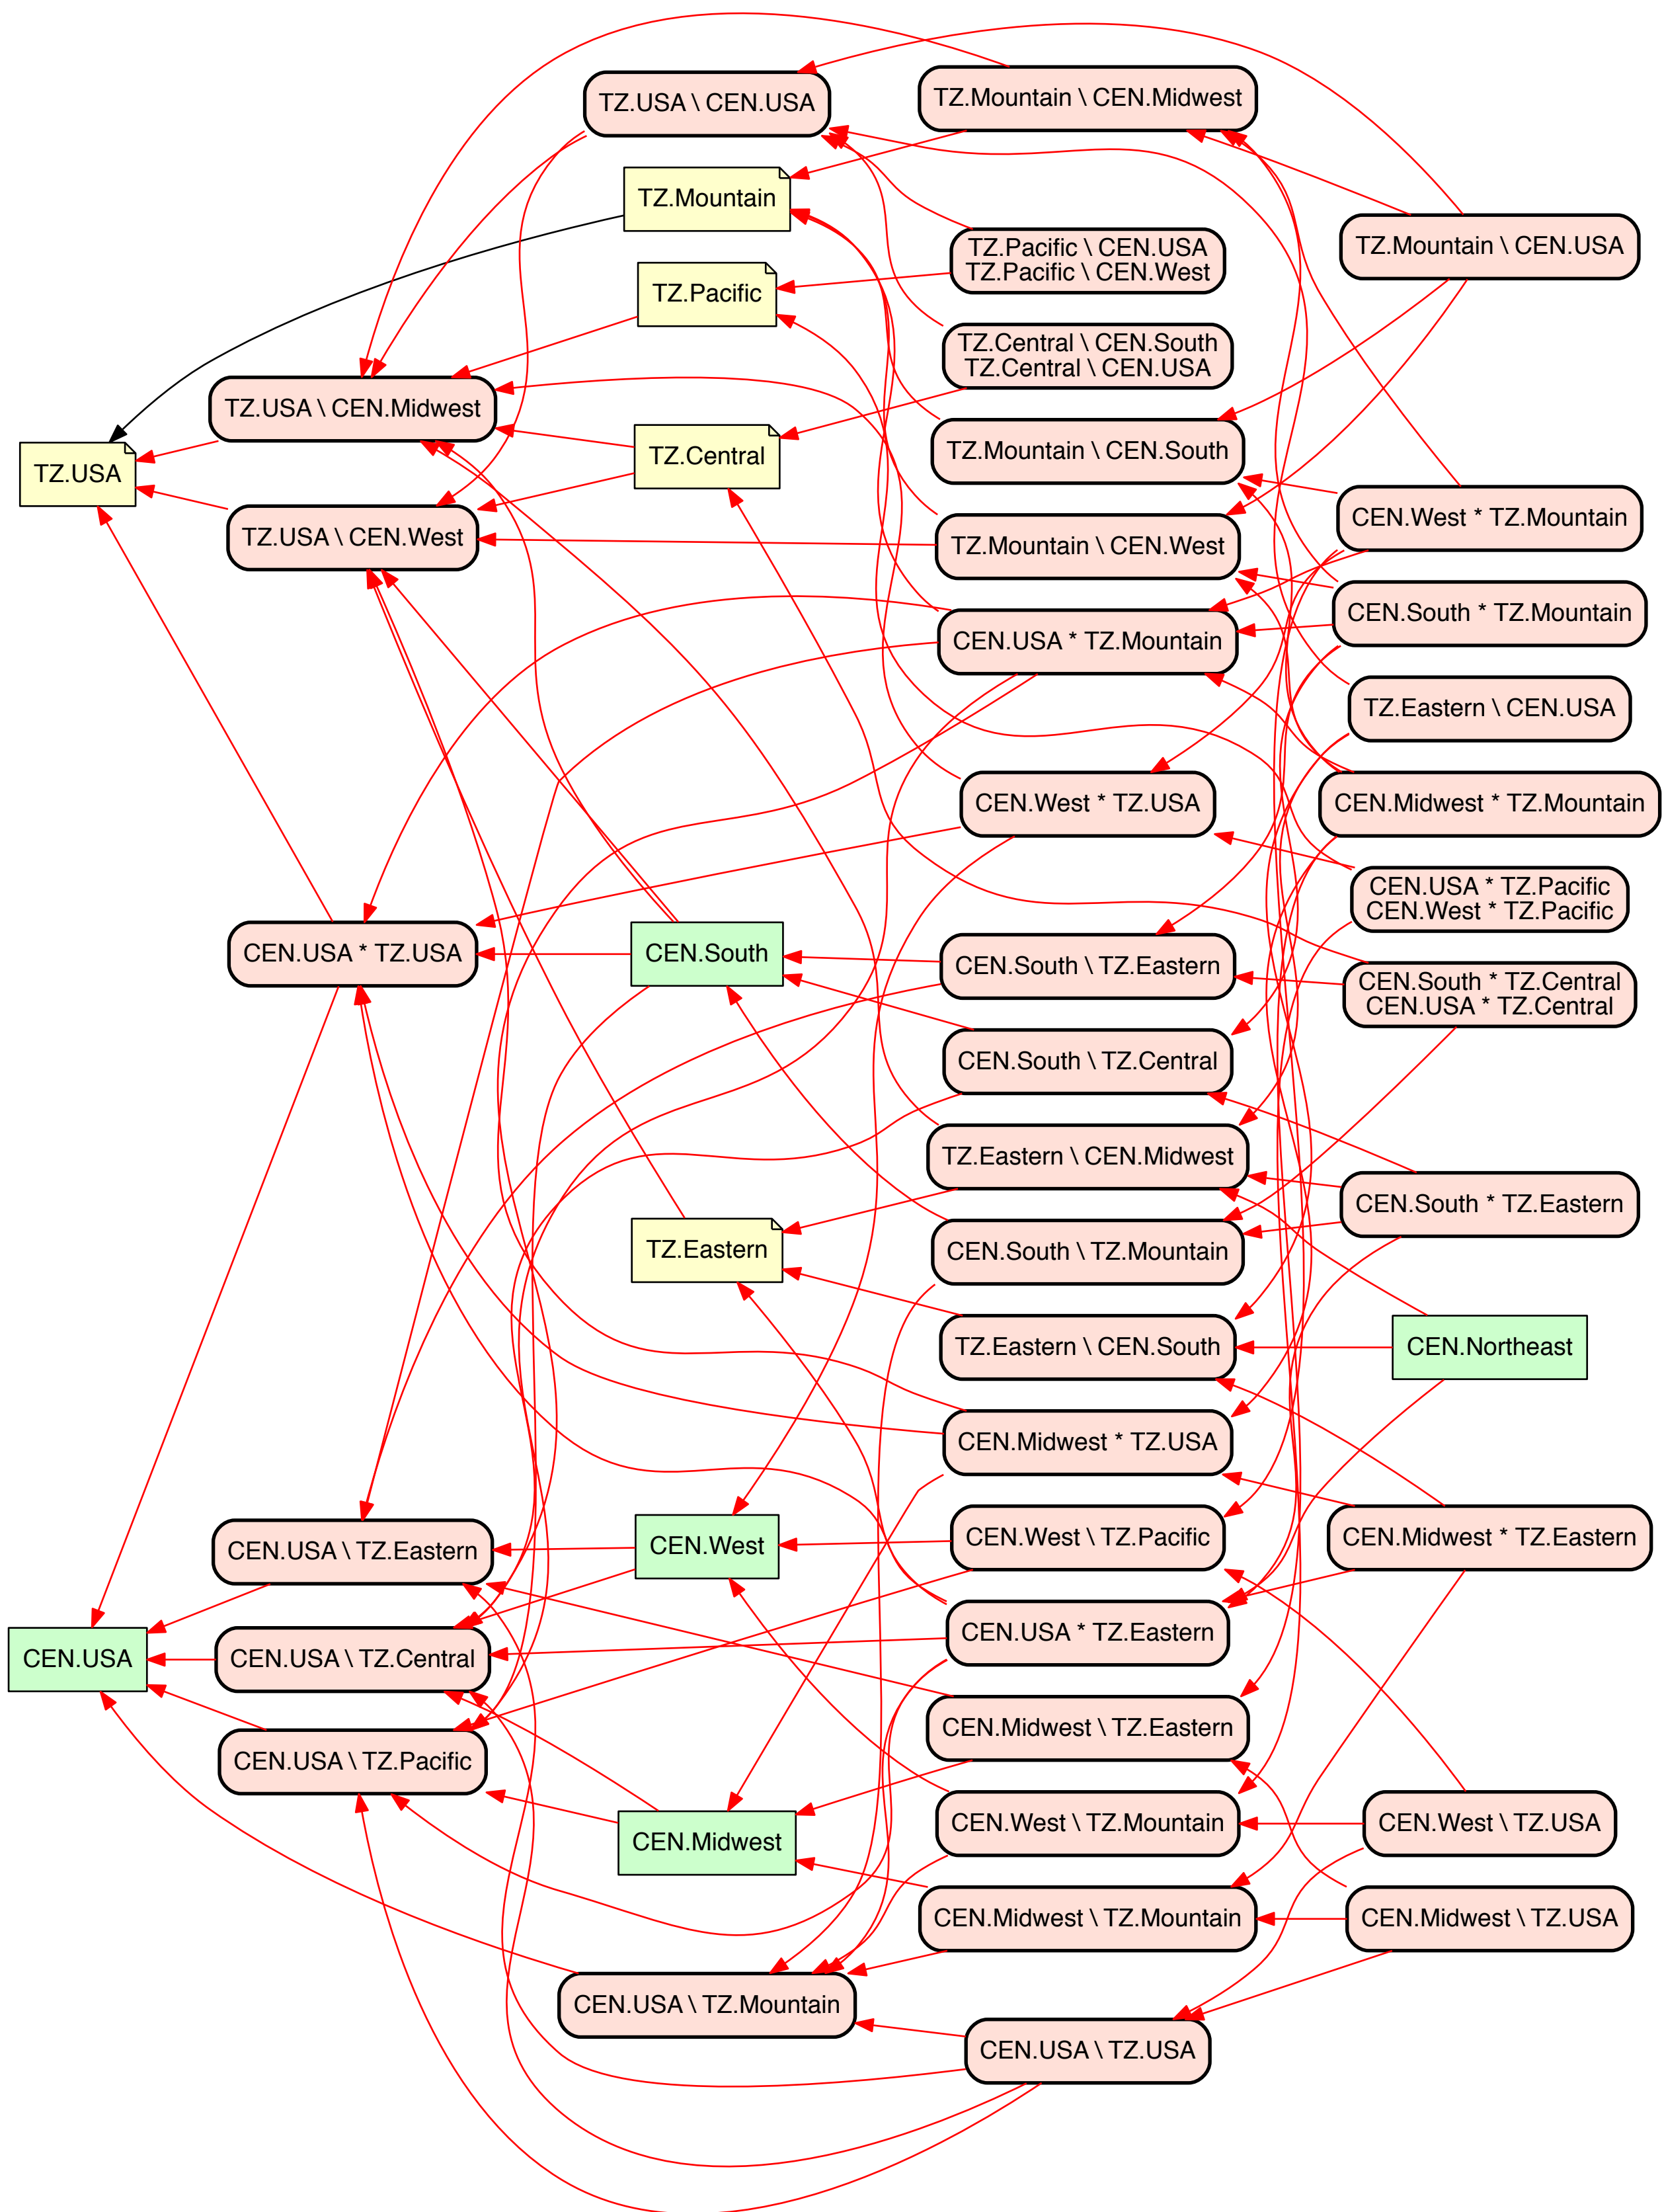 TZ.USA \ CEN.USA
TZ.Mountain \ CEN.Midwest
TZ.Mountain
TZ.Pacific \ CEN.USA
TZ.Pacific \ CEN.West
TZ.Mountain \ CEN.USA
TZ.Pacific
TZ.Central \ CEN.South
TZ.Central \ CEN.USA
TZ.USA \ CEN.Midwest
TZ.USA
TZ.Central
TZ.Mountain \ CEN.South
TZ.USA \ CEN.West
TZ.Mountain \ CEN.West
CEN.West * TZ.Mountain
CEN.USA * TZ.Mountain
CEN.South * TZ.Mountain
TZ.Eastern \ CEN.USA
CEN.West * TZ.USA
CEN.Midwest * TZ.Mountain
CEN.USA * TZ.Pacific
CEN.West * TZ.Pacific
CEN.USA * TZ.USA
CEN.South
CEN.South \ TZ.Eastern
CEN.South * TZ.Central
CEN.USA * TZ.Central
CEN.South \ TZ.Central
TZ.Eastern \ CEN.Midwest
CEN.South * TZ.Eastern
TZ.Eastern
CEN.South \ TZ.Mountain
TZ.Eastern \ CEN.South
CEN.Northeast
CEN.Midwest * TZ.USA
CEN.USA \ TZ.Eastern
CEN.West
CEN.West \ TZ.Pacific
CEN.Midwest * TZ.Eastern
CEN.USA
CEN.USA \ TZ.Central
CEN.USA * TZ.Eastern
CEN.USA \ TZ.Pacific
CEN.Midwest \ TZ.Eastern
CEN.Midwest
CEN.West \ TZ.Mountain
CEN.West \ TZ.USA
CEN.Midwest \ TZ.Mountain
CEN.Midwest \ TZ.USA
CEN.USA \ TZ.Mountain
CEN.USA \ TZ.USA